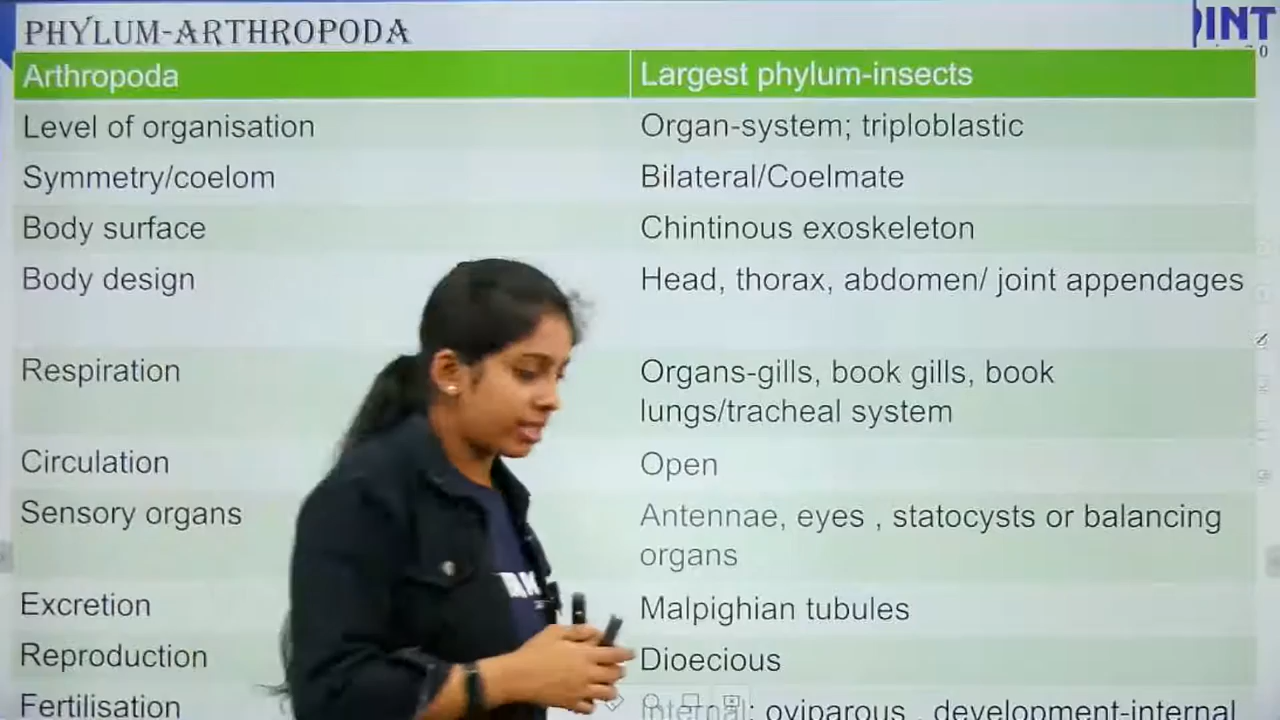 PHYLUM-ARTHROPODA
INT
Arthropoda
Largest phylum-insects
Level of organisation
Organ-system; triploblastic
Symmetry/coelom
Bilateral/Coelmate
Body surface
Chintinous exoskeleton
Body design
Head, thorax, abdomen/ joint appendages
Respiration
Organs-gills, book gills, book
lungs/tracheal system
Circulation
Open
Sensory organs
Antennae, eyes , statocysts or balancing
organs
Excretion
Malpighian tubules
Reproduction
Dioecious
Fertilisation
Internal: oviparous , development-internal